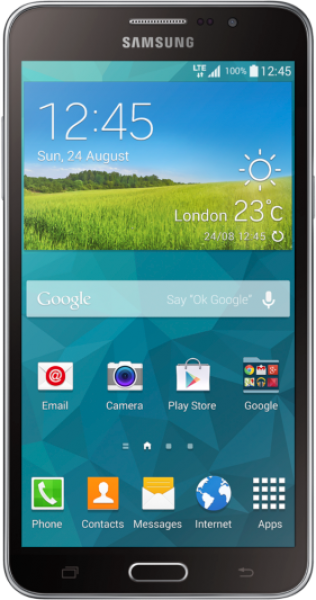 SAMSUNG
LTE 100% 12:45
12:45
Sun, 24 August
London 23°c
24/08 12:45
Google Say "Ok Google"
Email Camera Play Store Google
Phone Contacts Messages Internet Apps